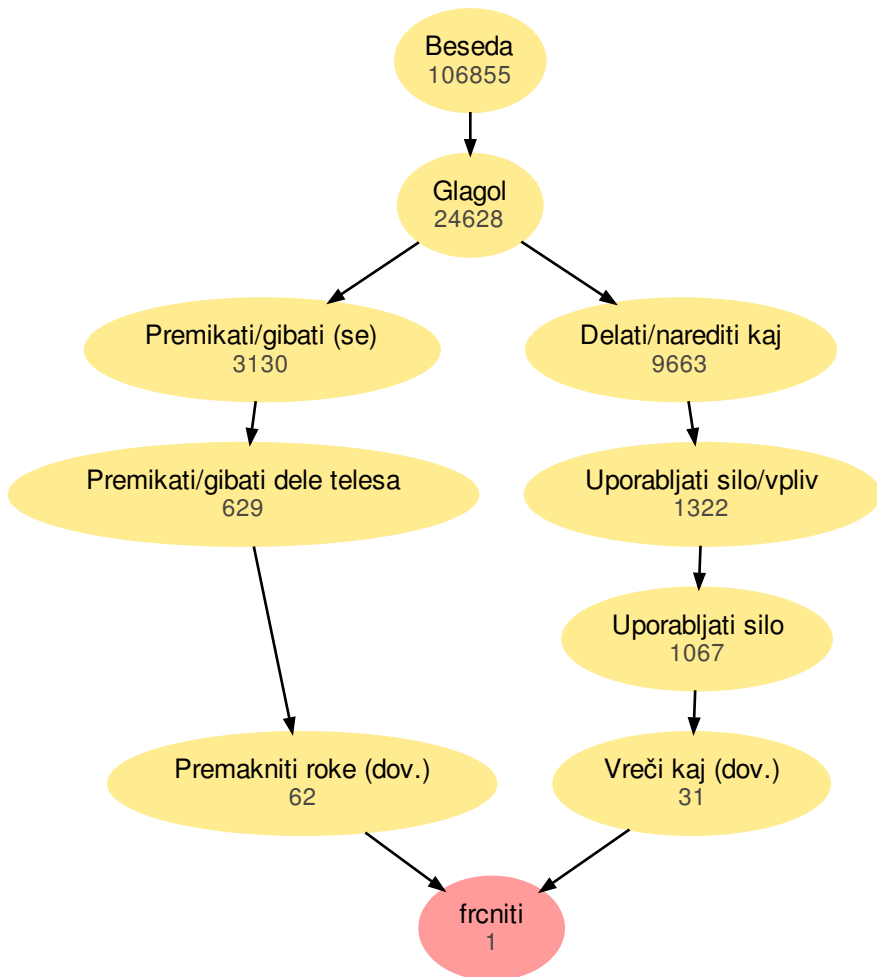 Beseda
106855
Glagol
24628
Premikati/gibati (se)
3130
Delati/narediti kaj
9663
Premikati/gibati dele telesa
629
Uporabljati silo/vpliv
1322
Uporabljati silo
1067
Premakniti roke (dov.)
62
Vreči kaj (dov.)
31
frcniti
1